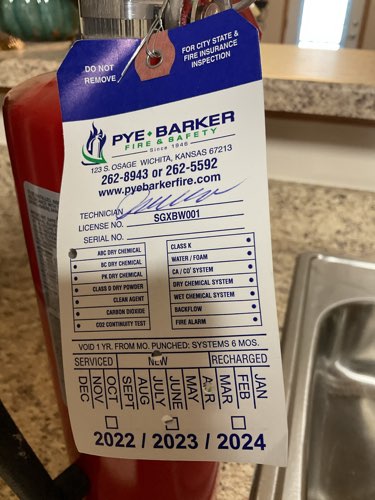 DO NOT
REMOVE
FOR CITY STATE &
FIRE INSURANCE
INSPECTION
PYE BARKER
FIRE & SAFETY
Since 1946
123 S. OSAGE WICHITA, KANSAS 67213
262-8943 or 262-5592
www.pyebarkerfire.com
TECHNICIAN
LICENSE NO. SGXBW001
SERIAL NO.
ABC DRY CHEMICAL
BC DRY CHEMICAL
PK DRY CHEMICAL
CLASS D DRY POWDER
CLEAN AGENT
CARBON DIOXIDE
CO2 CONTINUITY TEST
CLASS K
WATER / FOAM
CA / CO² SYSTEM
DRY CHEMICAL SYSTEM
WET CHEMICAL SYSTEM
BACKFLOW
FIRE ALARM
VOID 1 YR. FROM MO. PUNCHED: SYSTEMS 6 MOS.
SERVICED NEW RECHARGED
DEC NOV OCT SEPT AUG JULY JUNE MAY MAR FEB JAN
2022 / 2023 / 2024